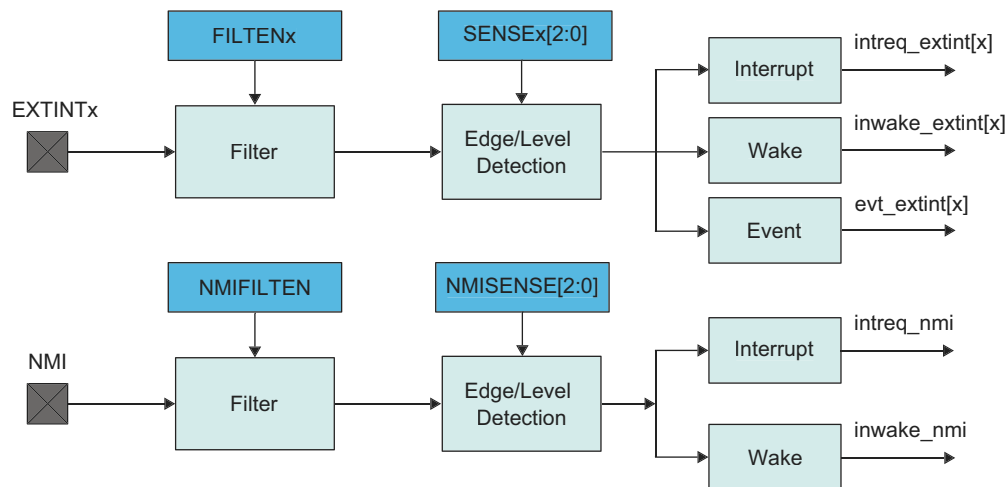 FILTENx
SENSEx[2:0]
intreq_extint[x]
Interrupt
EXTINTx
Filter
Edge/Level
Detection
inwake_extint[x]
Wake
evt_extint[x]
Event
NMIFILTEN
NMISENSE[2:0]
intreq_nmi
Interrupt
NMI
Filter
Edge/Level
Detection
inwake_nmi
Wake